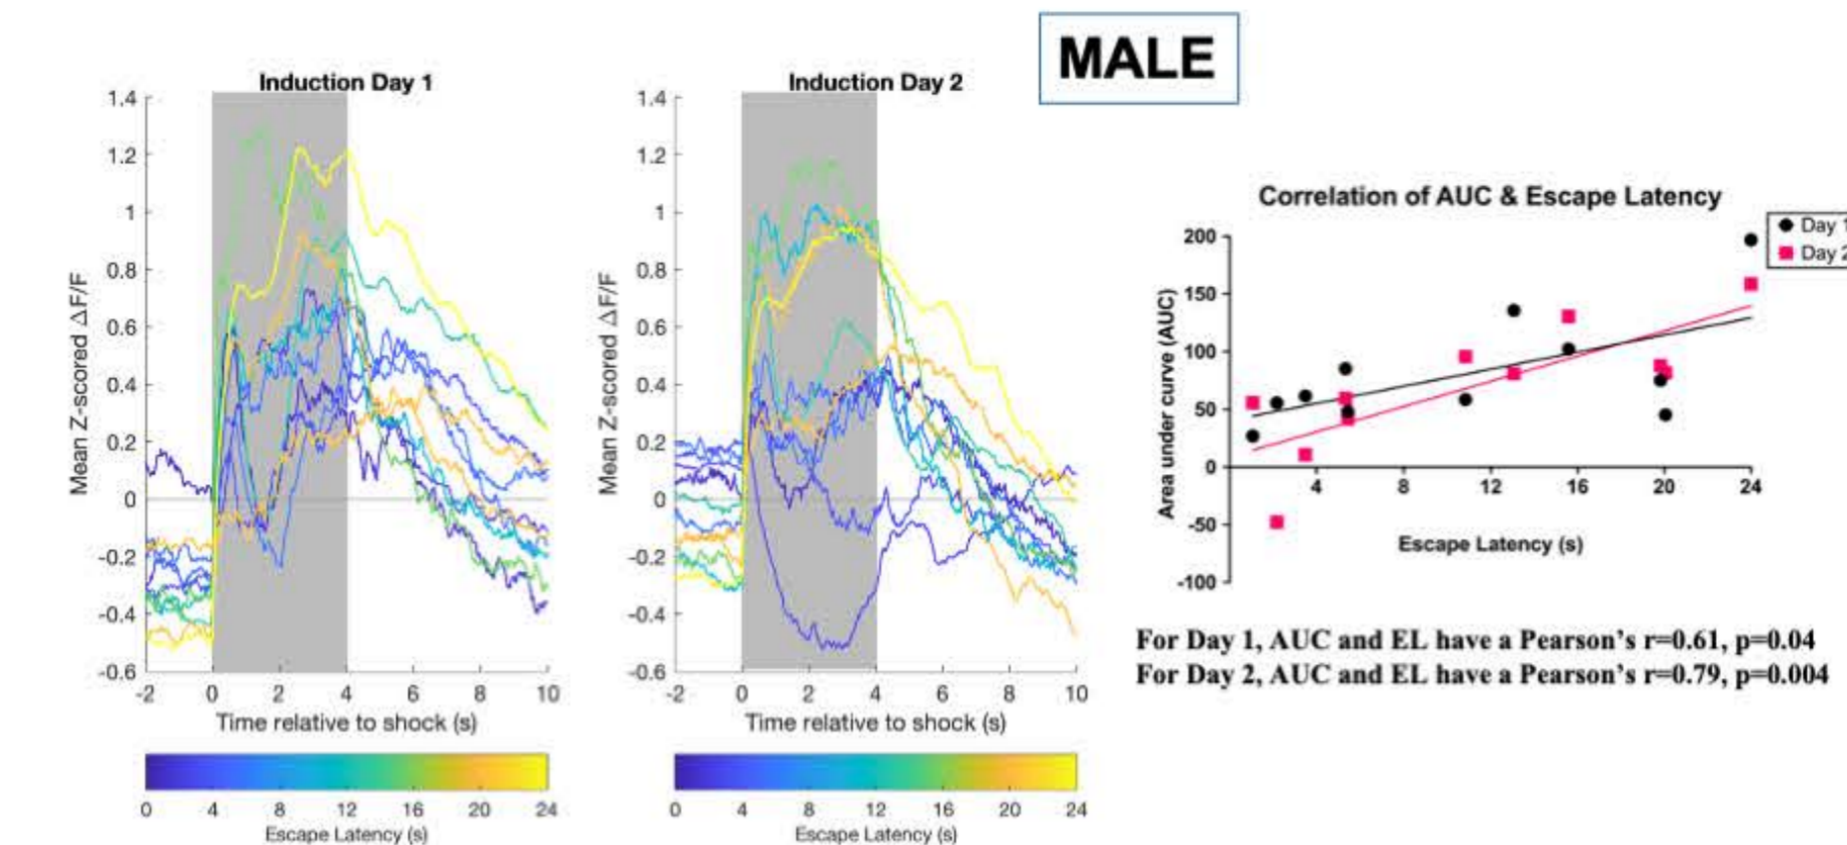 MALE
Induction Day 1
1.4
1.2
1
0.8
0.6
0.4
0.2
0
-0.2
-0.4
-0.6
Mean Z-scored ΔF/F
-2 0 2 4 6 8 10
Time relative to shock (s)
0 4 8 12 16 20 24
Escape Latency (s)
Induction Day 2
1.4
1.2
1
0.8
0.6
0.4
0.2
0
-0.2
-0.4
-0.6
Mean Z-scored ΔF/F
-2 0 2 4 6 8 10
Time relative to shock (s)
0 4 8 12 16 20 24
Escape Latency (s)
Correlation of AUC & Escape Latency
Day 1
Day 2
200
150
100
50
0
-50
-100
Area under curve (AUC)
4 8 12 16 20 24
Escape Latency (s)
For Day 1, AUC and EL have a Pearson’s r=0.61, p=0.04
For Day 2, AUC and EL have a Pearson’s r=0.79, p=0.004